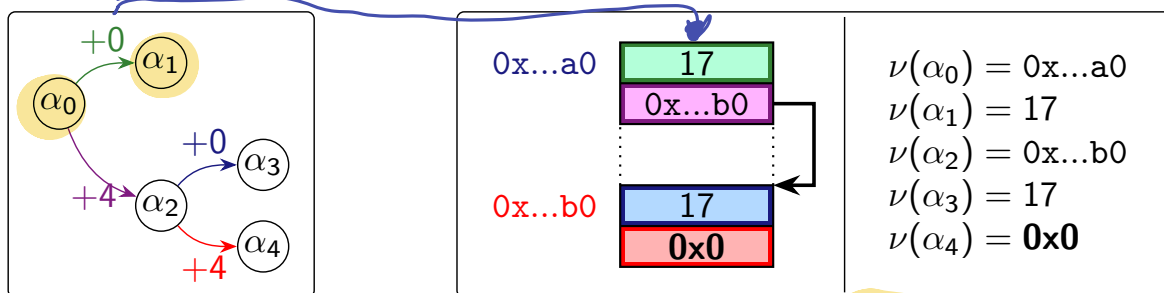 +0
α₁
α₀
+0
α₃
+4
α₂
α₄
+4
0x...a0
17
0x...b0
0x...b0
17
0x0
ν(α₀) = 0x...a0
ν(α₁) = 17
ν(α₂) = 0x...b0
ν(α₃) = 17
ν(α₄) = 0x0